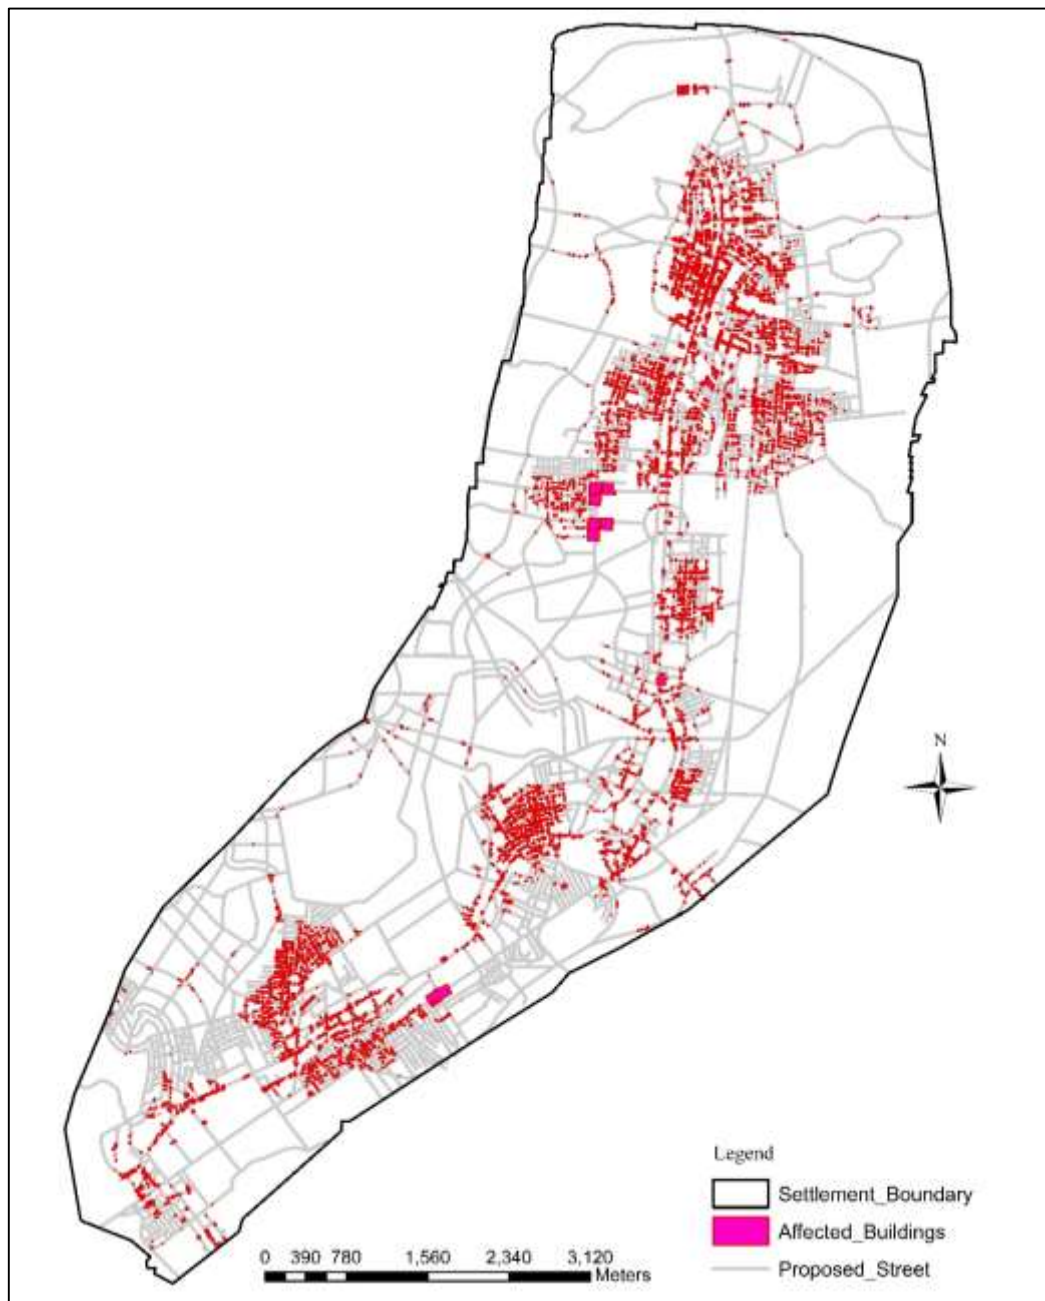 N
Legend
Settlement_Boundary
Affected_Buildings
Proposed_Street
0 390 780 1,560 2,340 3,120
Meters